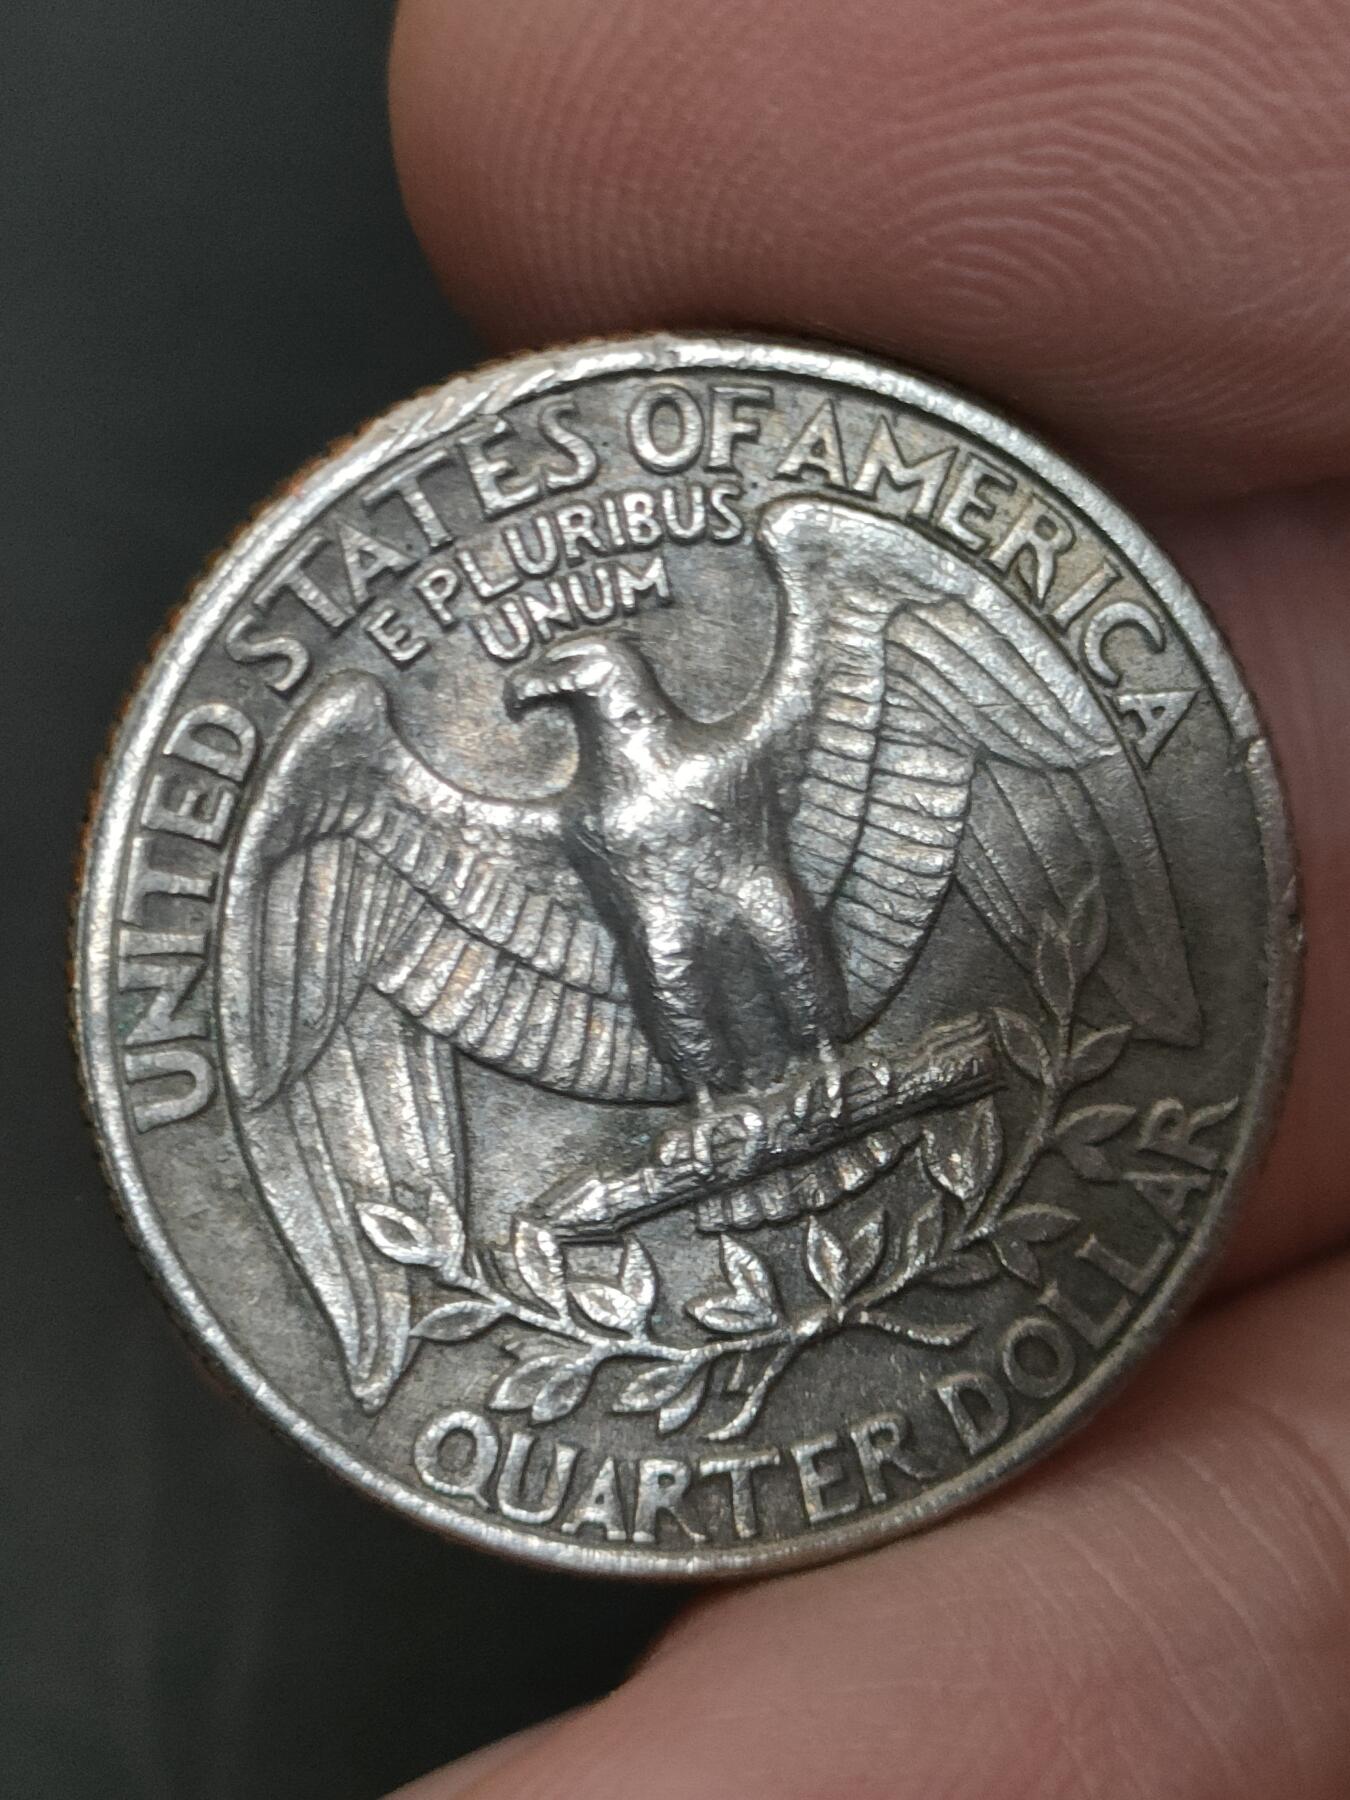 UNITED STATES OF AMERICA
E PLURIBUS
UNUM
QUARTER DOLLAR